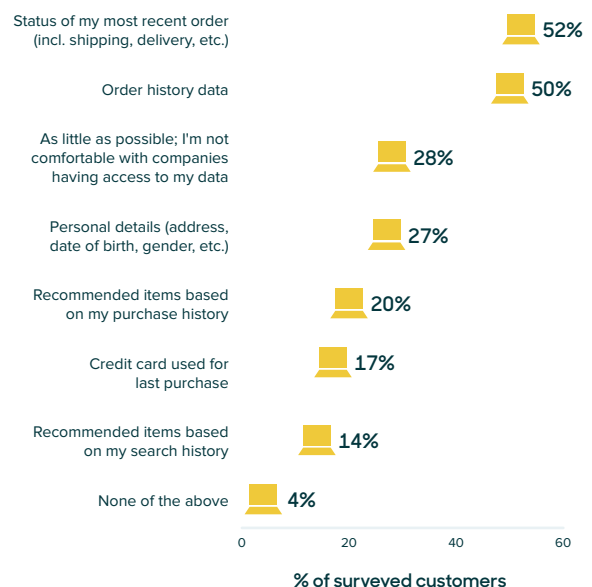 Status of my most recent order
(incl. shipping, delivery, etc.)
52%
Order history data
50%
As little as possible; I'm not
comfortable with companies
having access to my data
28%
Personal details (address,
date of birth, gender, etc.)
27%
Recommended items based
on my purchase history
20%
Credit card used for
last purchase
17%
Recommended items based
on my search history
14%
None of the above
4%
0 20 40 60
% of surveyed customers